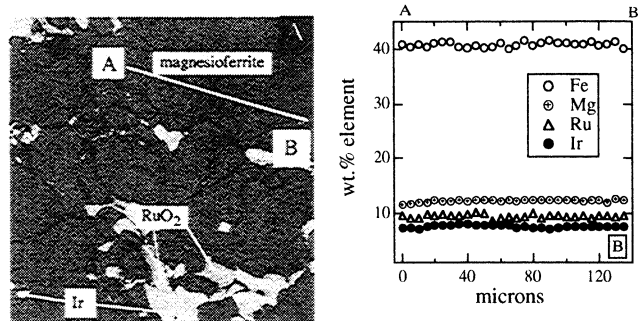 A
A
magnesioferrite
B
RuO₂
Ir
A
B
wt.% element
40
30
20
10
Fe
Mg
Ru
Ir
B
0
40
80
120
microns